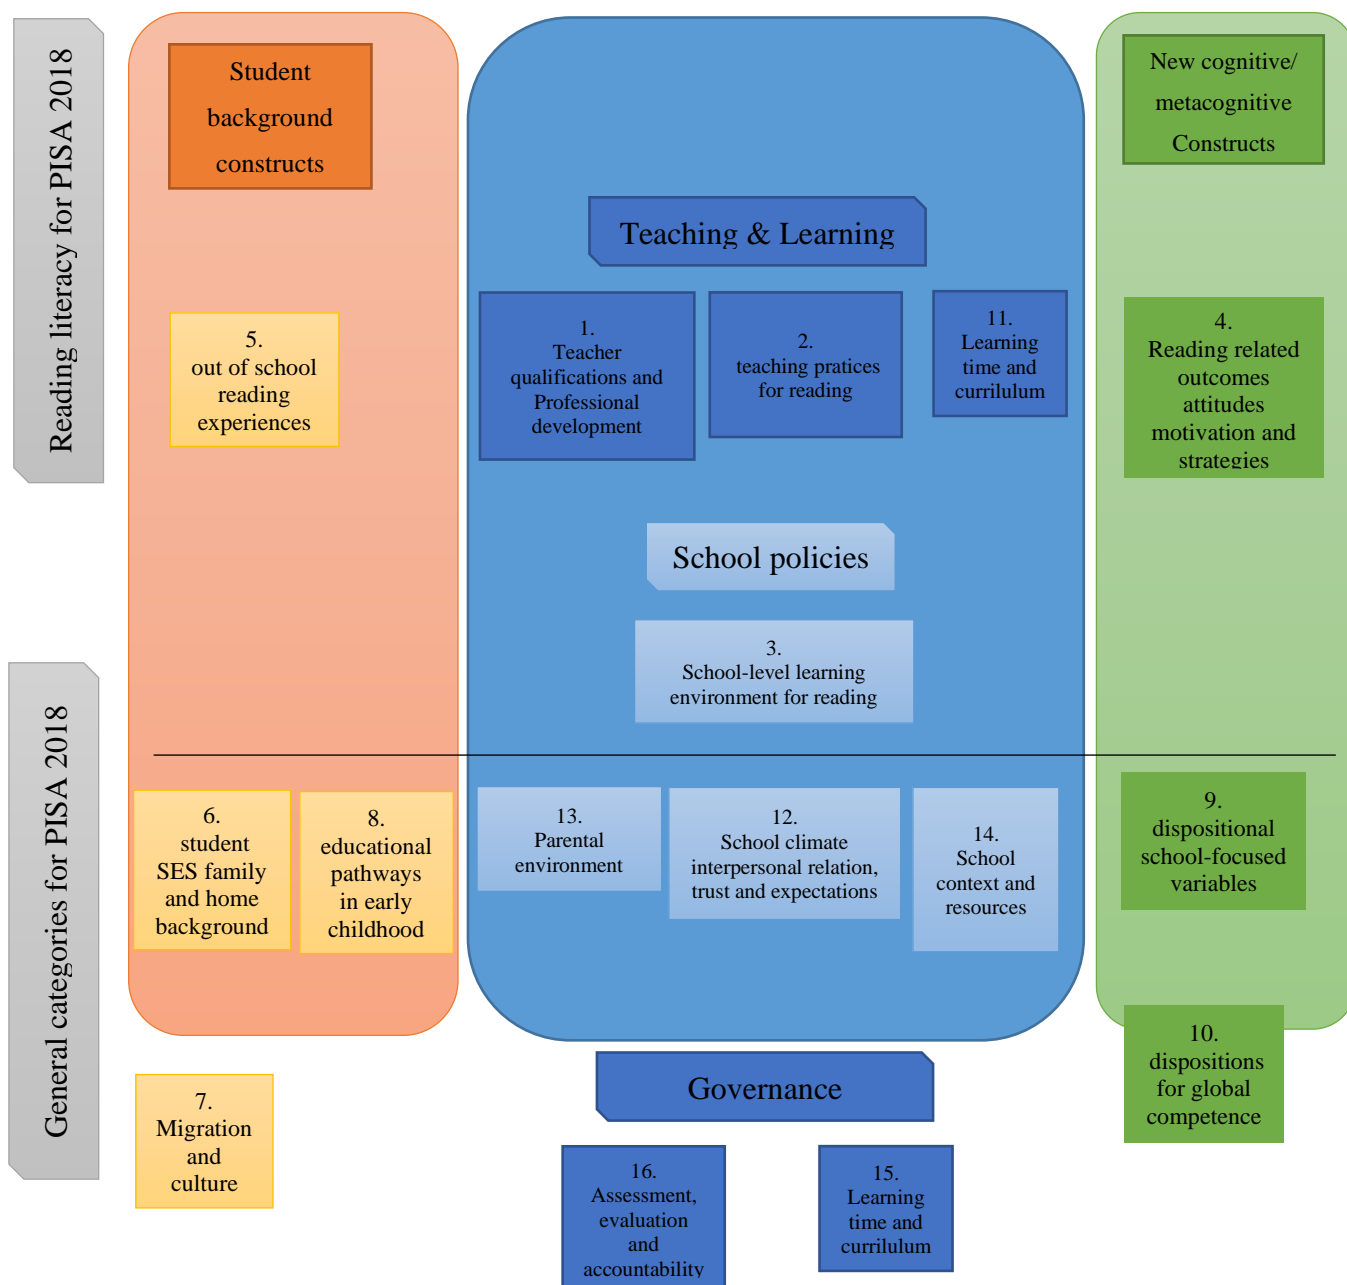 Reading literacy for PISA 2018
General categories for PISA 2018
Student
background
constructs
5.
out of school
reading
experiences
6.
student
SES family
and home
background
8.
educational
pathways
in early
childhood
7.
Migration
and
culture
Teaching & Learning
1.
Teacher
qualifications and
Professional
development
2.
teaching pratices
for reading
11.
Learning
time and
currilulum
School policies
3.
School-level learning
environment for reading
13.
Parental
environment
12.
School climate
interpersonal relation,
trust and expectations
14.
School
context and
resources
Governance
16.
Assessment,
evaluation
and
accountability
15.
Learning
time and
currilulum
New cognitive/
metacognitive
Constructs
4.
Reading related
outcomes
attitudes
motivation and
strategies
9.
dispositional
school-focused
variables
10.
dispositions
for global
competence